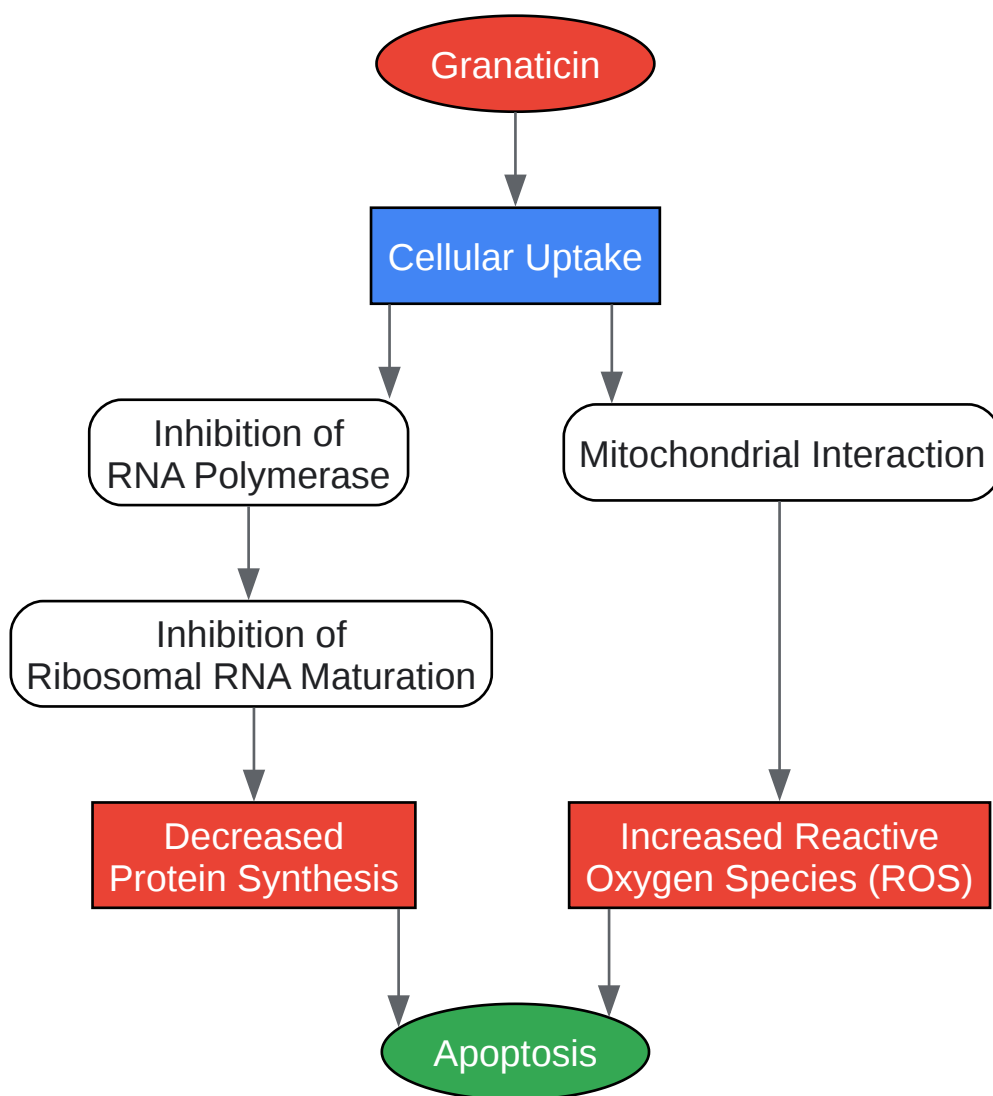 Granaticin
Cellular Uptake
Inhibition of
RNA Polymerase
Mitochondrial Interaction
Inhibition of
Ribosomal RNA Maturation
Decreased
Protein Synthesis
Increased Reactive
Oxygen Species (ROS)
Apoptosis